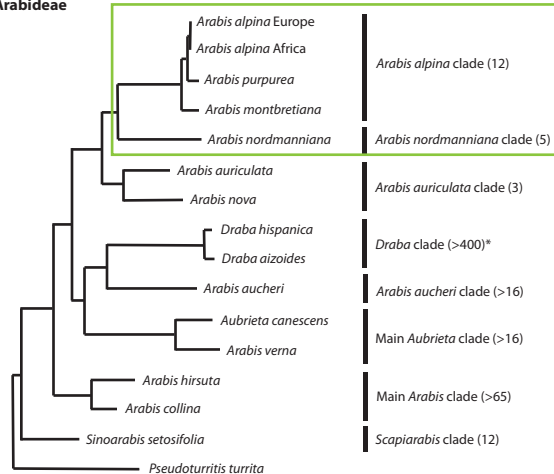 Arabideae
Arabis alpina Europe
Arabis alpina Africa
Arabis purpurea
Arabis montbretiana
Arabis alpina clade (12)
Arabis nordmanniana
Arabis nordmanniana clade (5)
Arabis auriculata
Arabis nova
Arabis auriculata clade (3)
Draba hispanica
Draba aizoides
Draba clade (>400)*
Arabis aucheri
Arabis aucheri clade (>16)
Aubrieta canescens
Arabis verna
Main Aubrieta clade (>16)
Arabis hirsuta
Arabis collina
Main Arabis clade (>65)
Sinoarabis setosifolia
Scapiarabis clade (12)
Pseudoturritis turrita